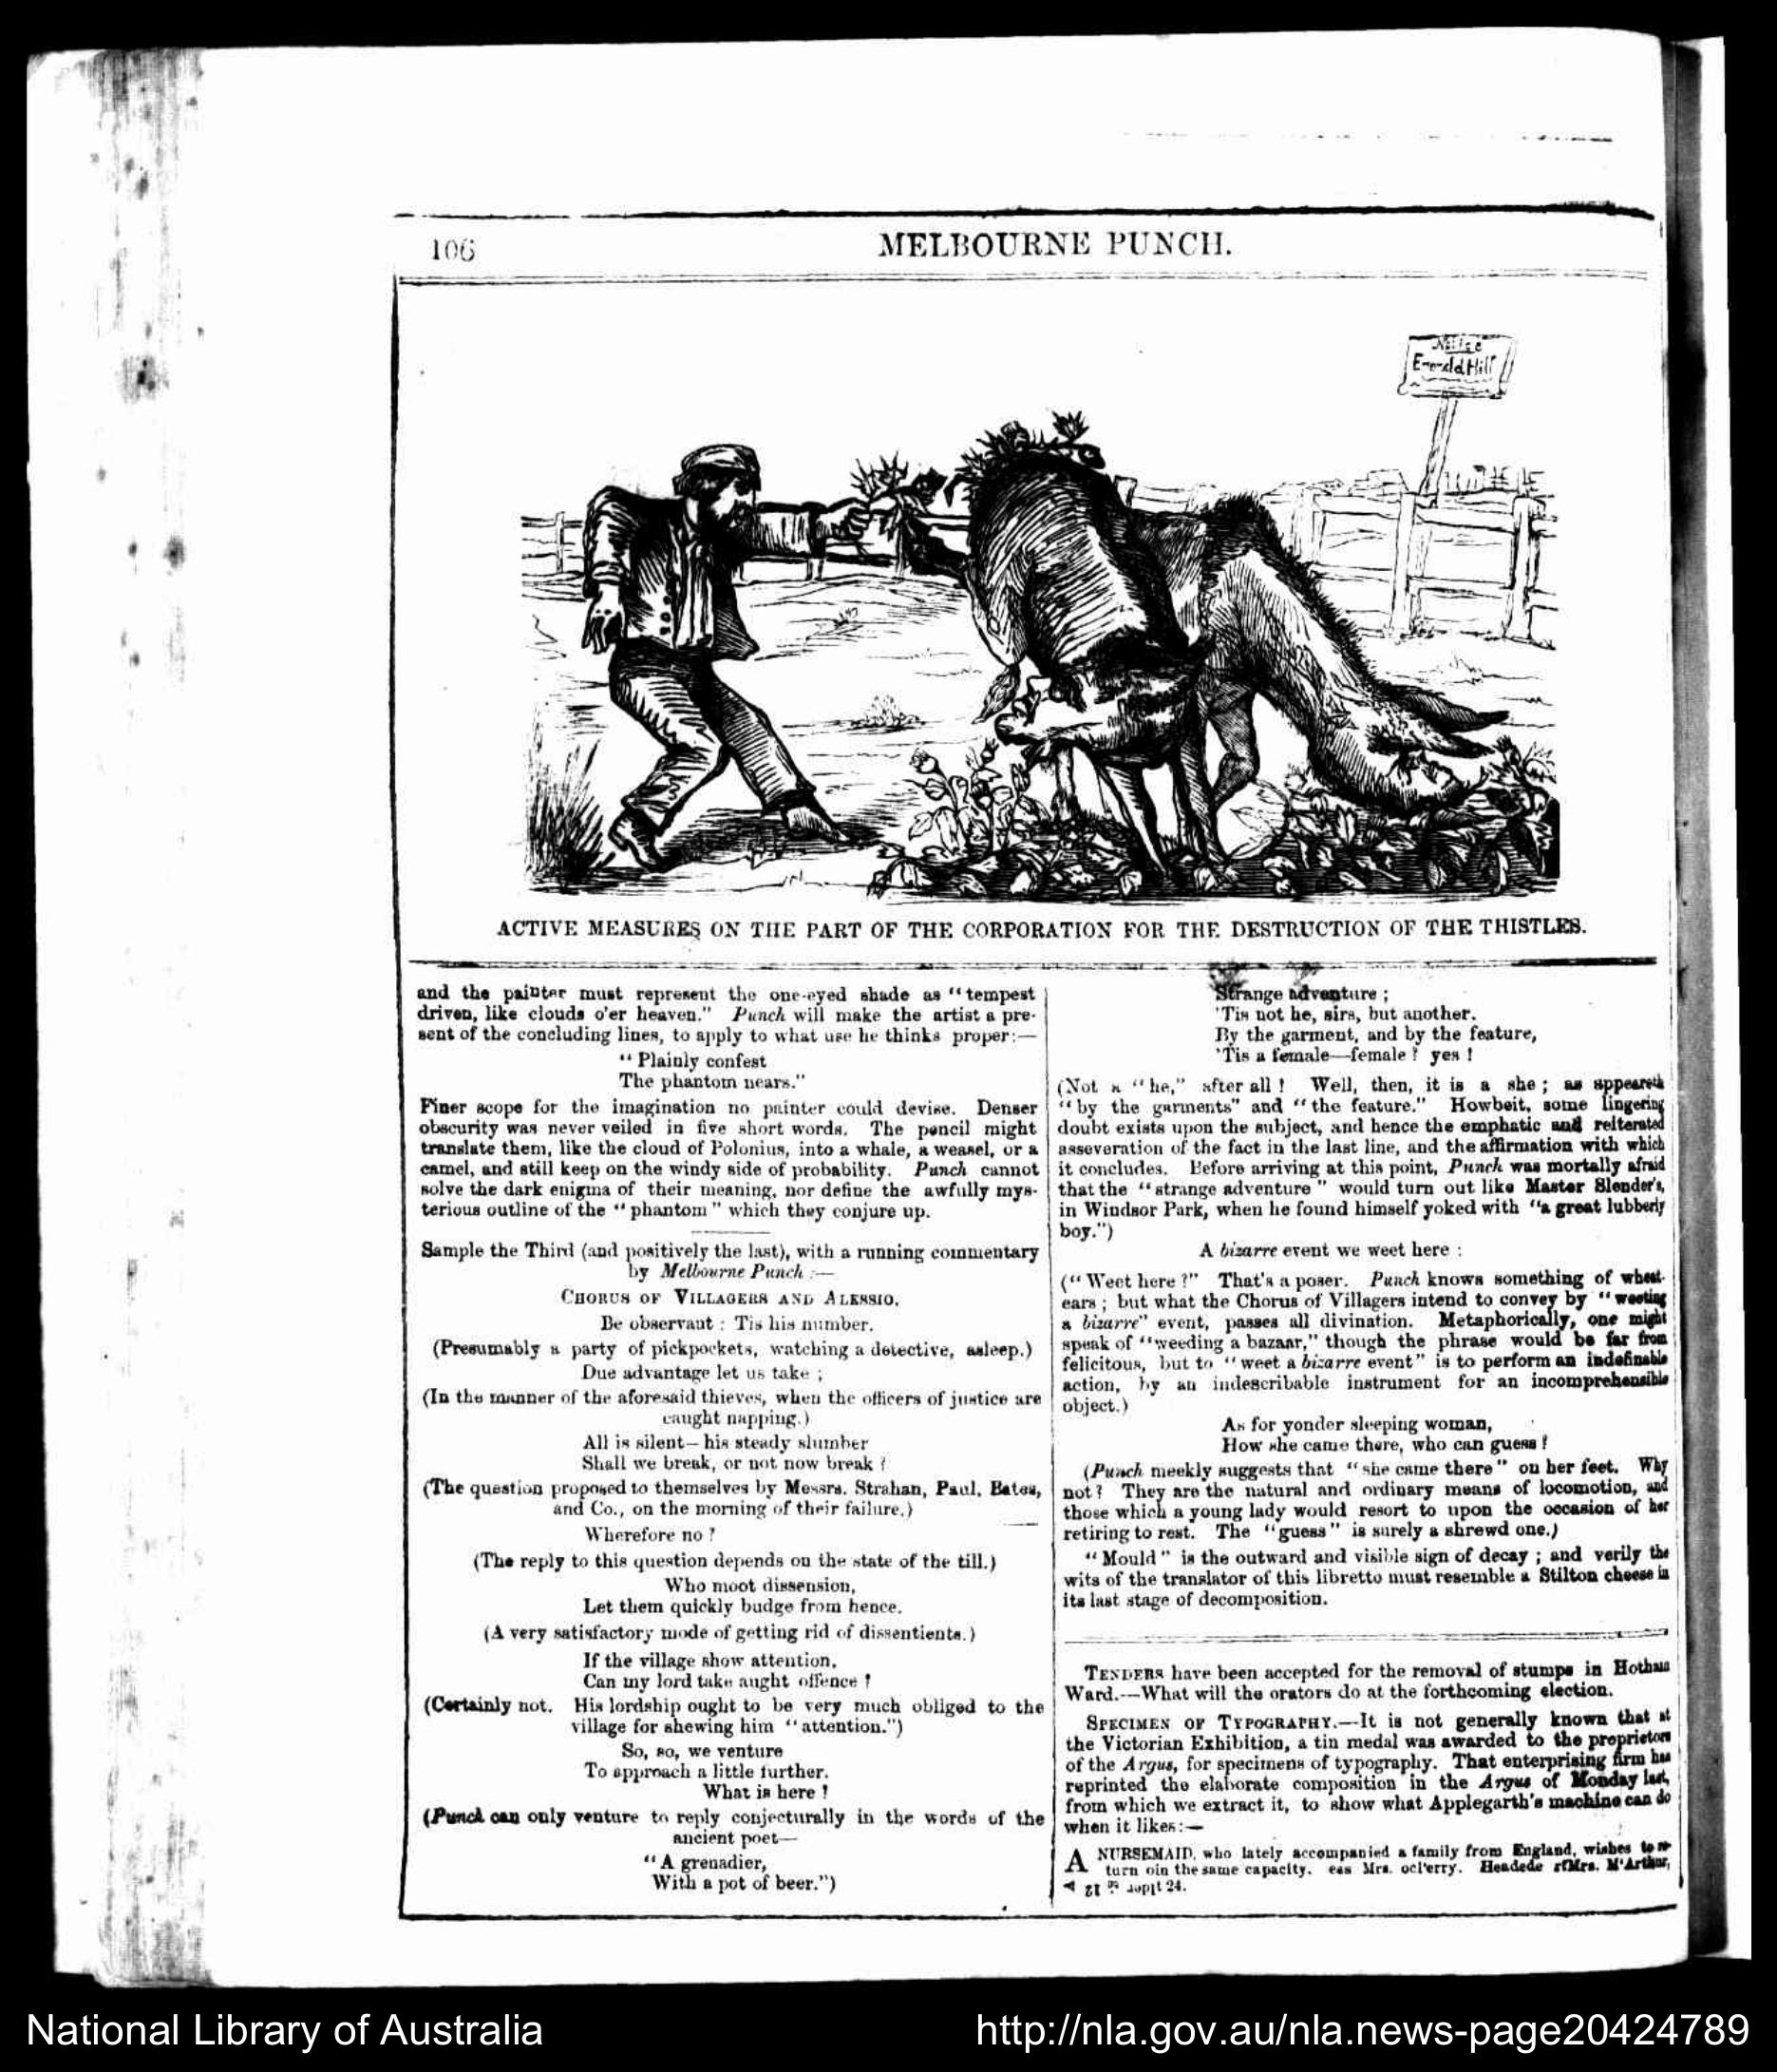 106
MELBOURNE PUNCH.
Notice
Emerald Hill
ACTIVE MEASURES ON THE PART OF THE CORPORATION FOR THE DESTRUCTION OF THE THISTLES.
and the painter must represent the one-eyed shade as "tempest
driven, like clouds o'er heaven." Punch will make the artist a pre-
sent of the concluding lines, to apply to what use he thinks proper:—
"Plainly confest
The phantom nears."
Finer scope for the imagination no painter could devise. Denser
obscurity was never veiled in five short words. The pencil might
translate them, like the cloud of Polonius, into a whale, a weasel, or a
camel, and still keep on the windy side of probability. Punch cannot
solve the dark enigma of their meaning, nor define the awfully mys-
terious outline of the "phantom" which they conjure up.
Sample the Third (and positively the last), with a running commentary
by Melbourne Punch:—
CHORUS OF VILLAGERS AND ALESSIO.
Be observant: Tis his number.
(Presumably a party of pickpockets, watching a detective, asleep.)
Due advantage let us take;
(In the manner of the aforesaid thieves, when the officers of justice are
caught napping.)
All is silent—his steady slumber
Shall we break, or not now break?
(The question proposed to themselves by Messrs. Strahan, Paul, Bates,
and Co., on the morning of their failure.)
Wherefore no?
(The reply to this question depends on the state of the till.)
Who moot dissension,
Let them quickly budge from hence.
(A very satisfactory mode of getting rid of dissentients.)
If the village show attention,
Can my lord take aught offence?
(Certainly not. His lordship ought to be very much obliged to the
village for shewing him "attention.")
So, so, we venture
To approach a little further.
What is here!
(Punch can only venture to reply conjecturally in the words of the
ancient poet—
"A grenadier,
With a pot of beer.")
Strange adventure;
'Tis not he, sirs, but another.
By the garment, and by the feature,
'Tis a female—female? yes!
(Not a "he," after all! Well, then, it is a she; as appeareth
"by the garments" and "the feature." Howbeit, some lingering
doubt exists upon the subject, and hence the emphatic and reiterated
asseveration of the fact in the last line, and the affirmation with which
it concludes. Before arriving at this point, Punch was mortally afraid
that the "strange adventure" would turn out like Master Slender's,
in Windsor Park, when he found himself yoked with "a great lubberly
boy.")
A bizarre event we weet here:
("Weet here?" That's a poser. Punch knows something of wheat-
ears; but what the Chorus of Villagers intend to convey by "weeting
a bizarre" event, passes all divination. Metaphorically, one might
speak of "weeding a bazaar," though the phrase would be far from
felicitous, but to "weet a bizarre event" is to perform an indefinable
action, by an indescribable instrument for an incomprehensible
object.)
As for yonder sleeping woman,
How she came there, who can guess?
(Punch meekly suggests that "she came there" on her feet. Why
not? They are the natural and ordinary means of locomotion, and
those which a young lady would resort to upon the occasion of her
retiring to rest. The "guess" is surely a shrewd one.)
"Mould" is the outward and visible sign of decay; and verily the
wits of the translator of this libretto must resemble a Stilton cheese in
its last stage of decomposition.
TENDERS have been accepted for the removal of stumps in Hotham
Ward.—What will the orators do at the forthcoming election.
SPECIMEN OF TYPOGRAPHY.—It is not generally known that at
the Victorian Exhibition, a tin medal was awarded to the proprietors
of the Argus, for specimens of typography. That enterprising firm has
reprinted the elaborate composition in the Argus of Monday last,
from which we extract it, to show what Applegarth's machine can do
when it likes:—
A NURSEMAID, who lately accompanied a family from England, wishes to re-
turn oin the same capacity. eas Mrs. ocl'erry. Headede rfMrs. M'Arthur,
24.
National Library of Australia
http://nla.gov.au/nla.news-page20424789